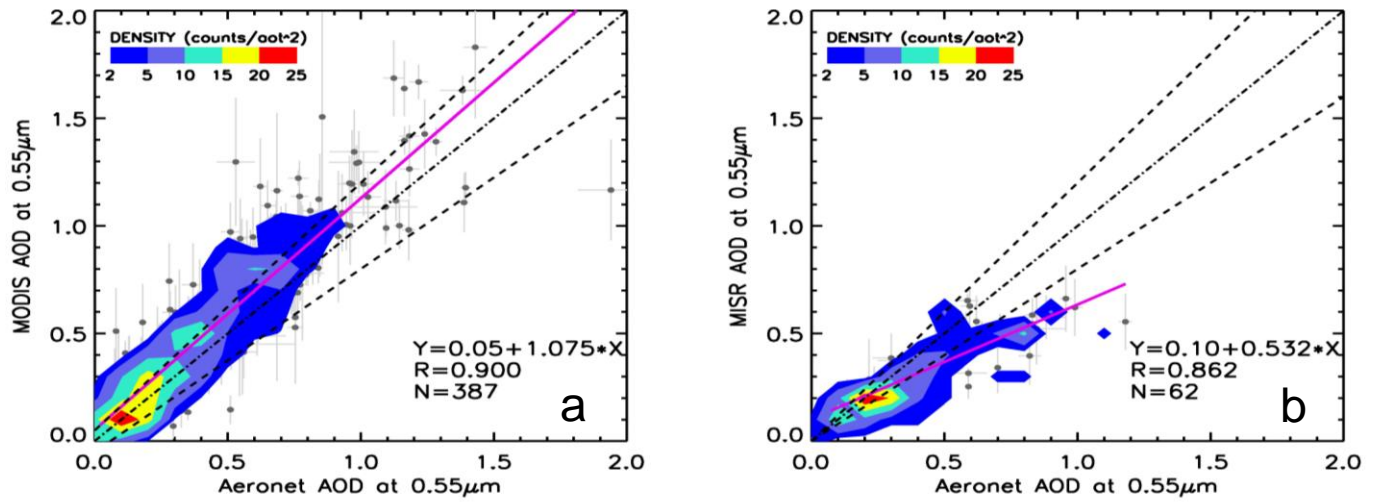 DENSITY (counts/aot^2)
2 5 10 15 20 25
2.0
1.5
1.0
0.5
0.0
MODIS AOD at 0.55μm
Y=0.05+1.075*X
R=0.900
N=387
a
0.0 0.5 1.0 1.5 2.0
Aeronet AOD at 0.55μm
DENSITY (counts/aot^2)
2 5 10 15 20 25
2.0
1.5
1.0
0.5
0.0
MISR AOD at 0.55μm
Y=0.10+0.532*X
R=0.862
N=62
b
0.0 0.5 1.0 1.5 2.0
Aeronet AOD at 0.55μm